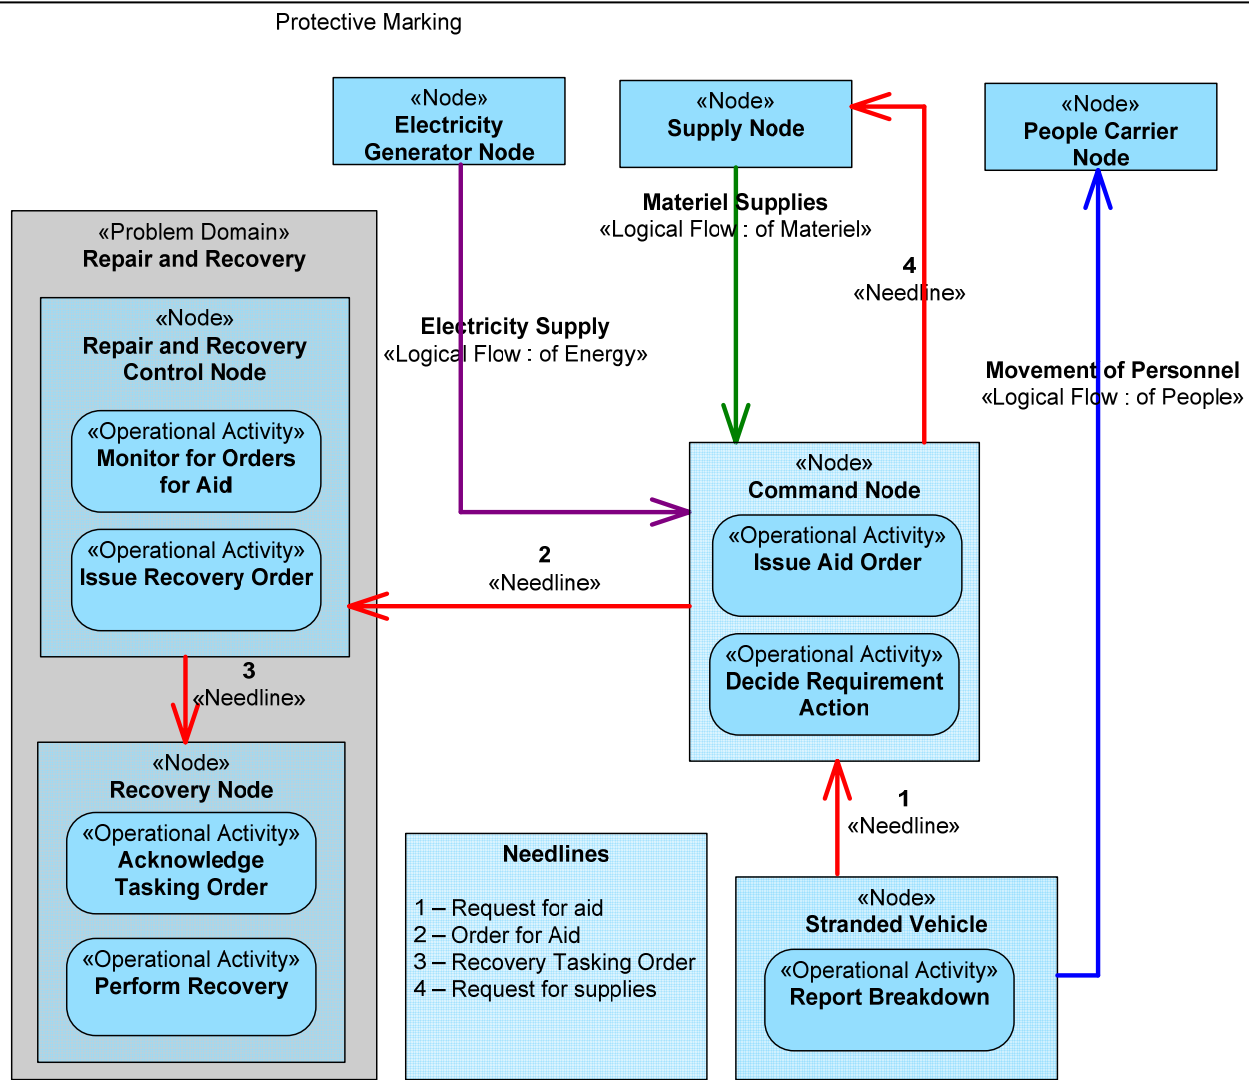 Protective Marking
«Node»
Electricity
Generator Node
«Node»
Supply Node
«Node»
People Carrier
Node
Materiel Supplies
«Logical Flow : of Materiel»
4
«Needline»
Electricity Supply
«Logical Flow : of Energy»
Movement of Personnel
«Logical Flow : of People»
«Problem Domain»
Repair and Recovery
«Node»
Repair and Recovery
Control Node
«Operational Activity»
Monitor for Orders
for Aid
«Operational Activity»
Issue Recovery Order
3
«Needline»
«Node»
Recovery Node
«Operational Activity»
Acknowledge
Tasking Order
«Operational Activity»
Perform Recovery
2
«Needline»
«Node»
Command Node
«Operational Activity»
Issue Aid Order
«Operational Activity»
Decide Requirement
Action
1
«Needline»
Needlines
1 – Request for aid
2 – Order for Aid
3 – Recovery Tasking Order
4 – Request for supplies
«Node»
Stranded Vehicle
«Operational Activity»
Report Breakdown